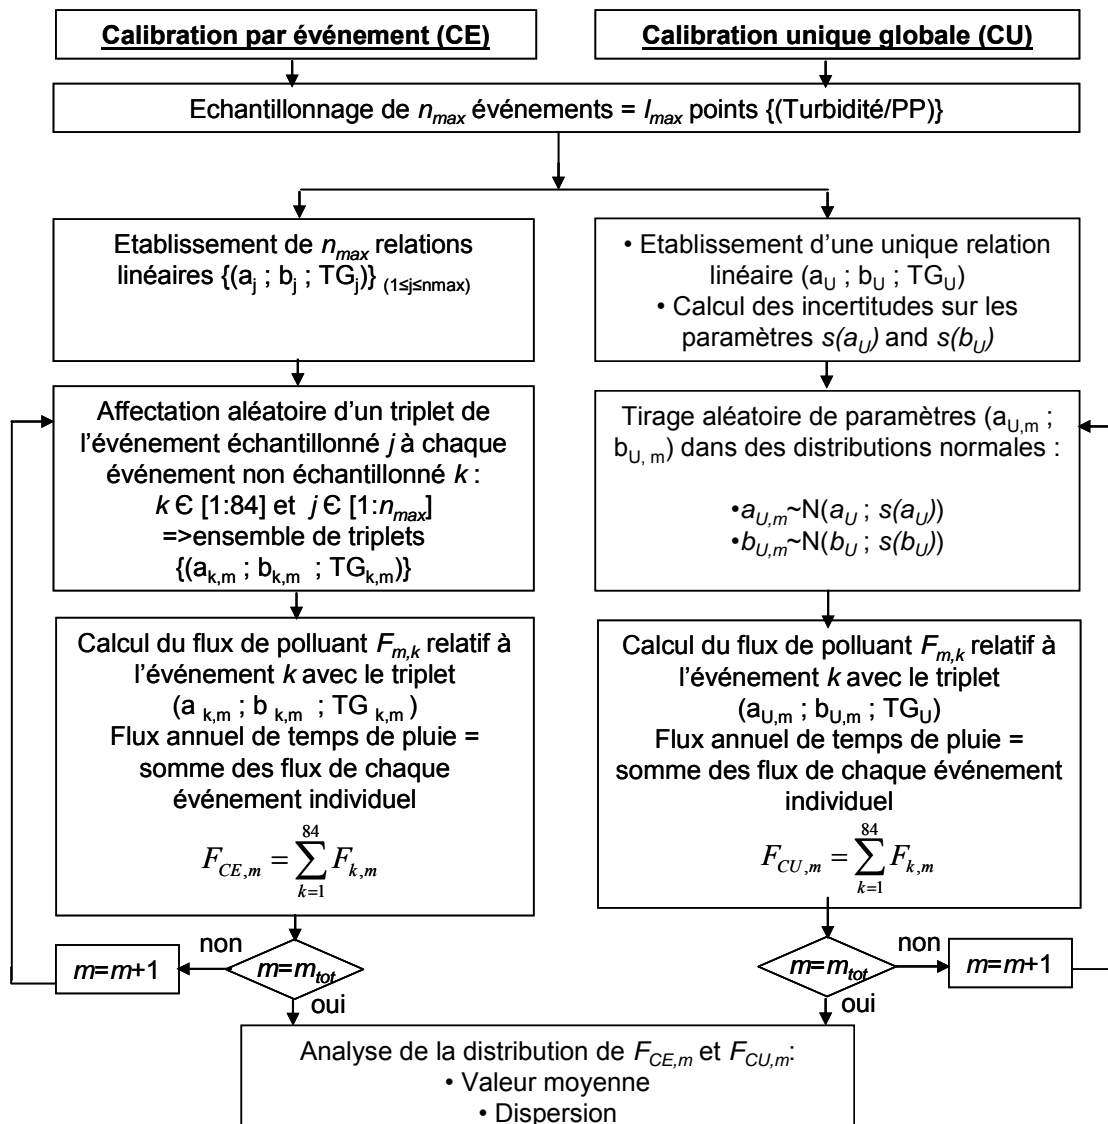 Calibration par événement (CE)
Calibration unique globale (CU)
Echantillonnage de n_max événements = I_max points {(Turbidité/PP)}
Etablissement de n_max relations
linéaires {(a_j ; b_j ; TG_j)} (1≤j≤nmax)
• Etablissement d'une unique relation
linéaire (a_U ; b_U ; TG_U)
• Calcul des incertitudes sur les
paramètres s(a_U) and s(b_U)
Affectation aléatoire d'un triplet de
l'événement échantillonné j à chaque
événement non échantillonné k :
k Є [1:84] et j Є [1:n_max]
=>ensemble de triplets
{(a_k,m ; b_k,m ; TG_k,m)}
Tirage aléatoire de paramètres (a_U,m ;
b_U, m) dans des distributions normales :
•a_U,m~N(a_U ; s(a_U))
•b_U,m~N(b_U ; s(b_U))
Calcul du flux de polluant F_m,k relatif à
l'événement k avec le triplet
(a_k,m ; b_k,m ; TG_k,m)
Flux annuel de temps de pluie =
somme des flux de chaque
événement individuel
F_CE,m = ∑_{k=1}^{84} F_k,m
Calcul du flux de polluant F_m,k relatif à
l'événement k avec le triplet
(a_U,m ; b_U,m ; TG_U)
Flux annuel de temps de pluie =
somme des flux de chaque événement
individuel
F_CU,m = ∑_{k=1}^{84} F_k,m
non
m=m+1
m=m_tot
oui
m=m_tot
non
m=m+1
oui
Analyse de la distribution de F_CE,m et F_CU,m:
• Valeur moyenne
• Dispersion